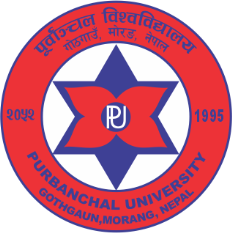 पूर्वाञ्चल विश्वविद्यालय
गोठगाउँ, मोरङ, नेपाल
२०५२
PU
1995
PURBANCHAL UNIVERSITY
GOTHGAUN,MORANG, NEPAL